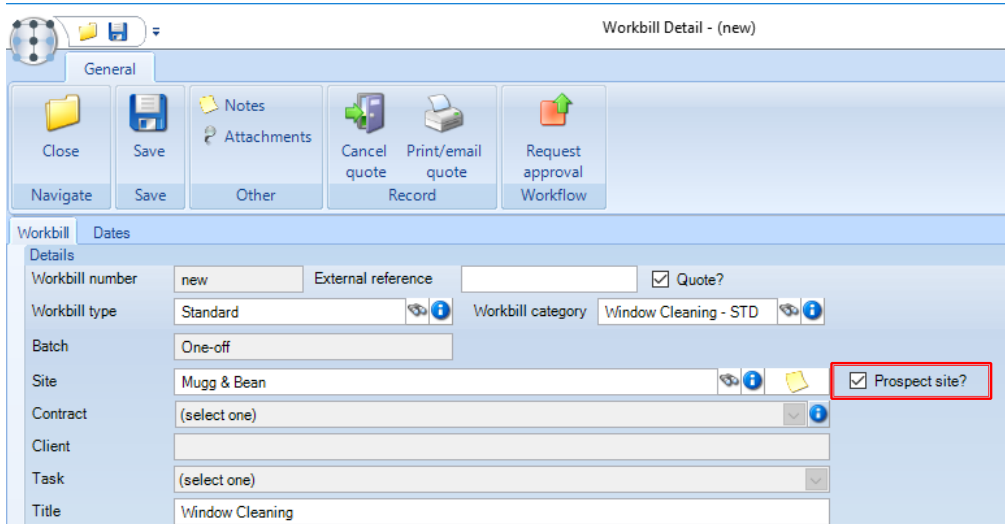 Workbill Detail - (new)
General
Close
Save
Notes
Attachments
Cancel quote
Print/email quote
Request approval
Navigate
Save
Other
Record
Workflow
Workbill Dates
Details
Workbill number new External reference Quote?
Workbill type Standard Workbill category Window Cleaning - STD
Batch One-off
Site Mugg & Bean Prospect site?
Contract (select one)
Client
Task (select one)
Title Window Cleaning